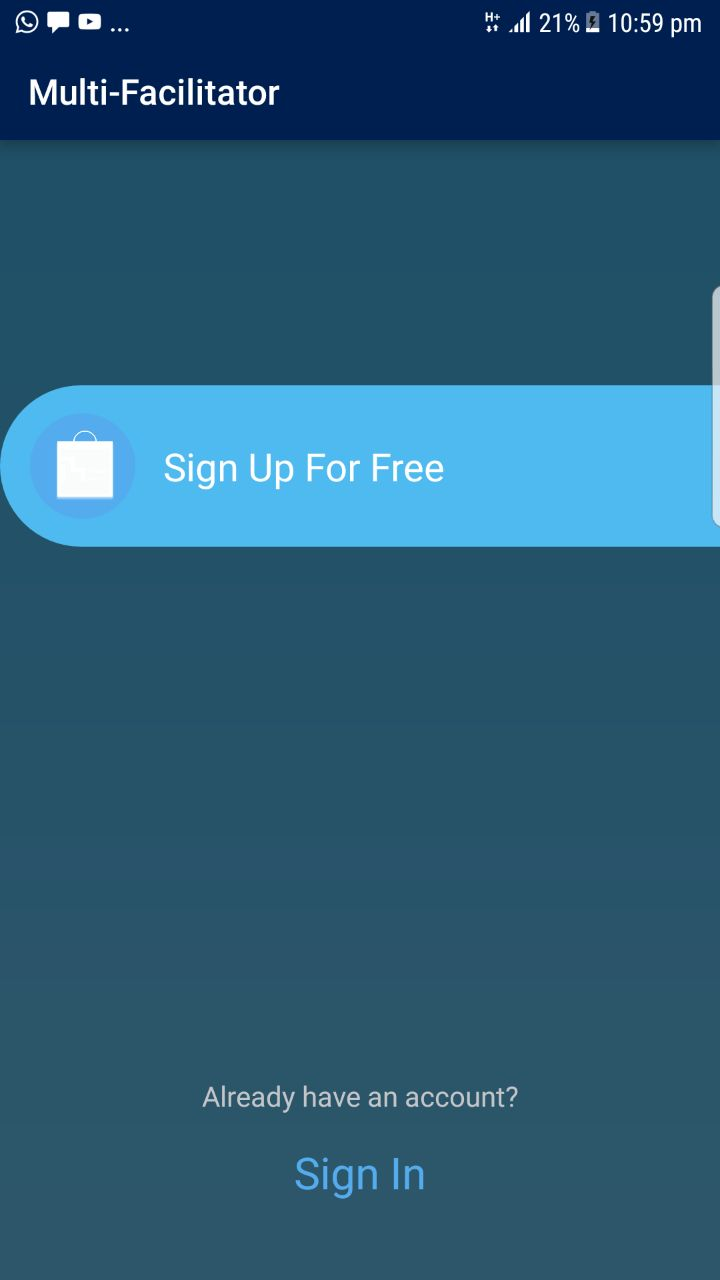 ... H+ 21% 10:59 pm
Multi-Facilitator
Sign Up For Free
Already have an account?
Sign In